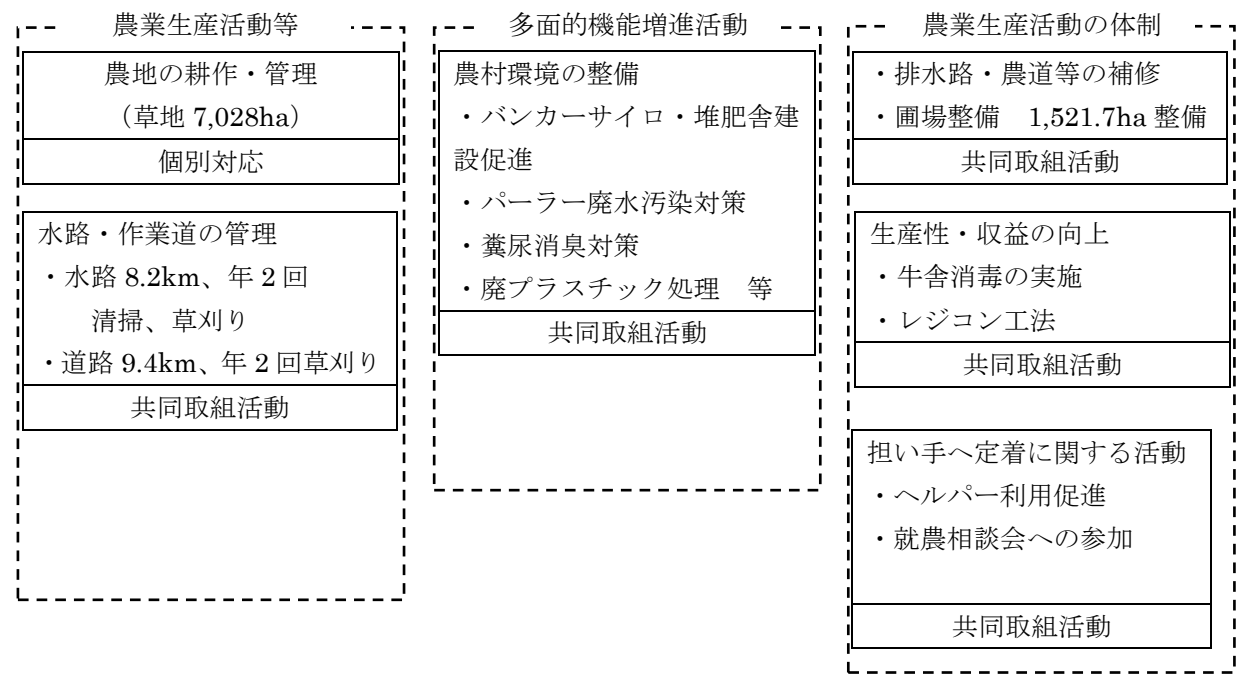 農業生産活動等
農地の耕作・管理
（草地 7,028ha）
個別対応
水路・作業道の管理
・水路 8.2km、年 2 回
清掃、草刈り
・道路 9.4km、年 2 回草刈り
共同取組活動
多面的機能増進活動
農村環境の整備
・バンカーサイロ・堆肥舎建
設促進
・パーラー廃水汚染対策
・糞尿消臭対策
・廃プラスチック処理　等
共同取組活動
農業生産活動の体制
・排水路・農道等の補修
・圃場整備　1,521.7ha 整備
共同取組活動
生産性・収益の向上
・牛舎消毒の実施
・レジコン工法
共同取組活動
担い手へ定着に関する活動
・ヘルパー利用促進
・就農相談会への参加
共同取組活動